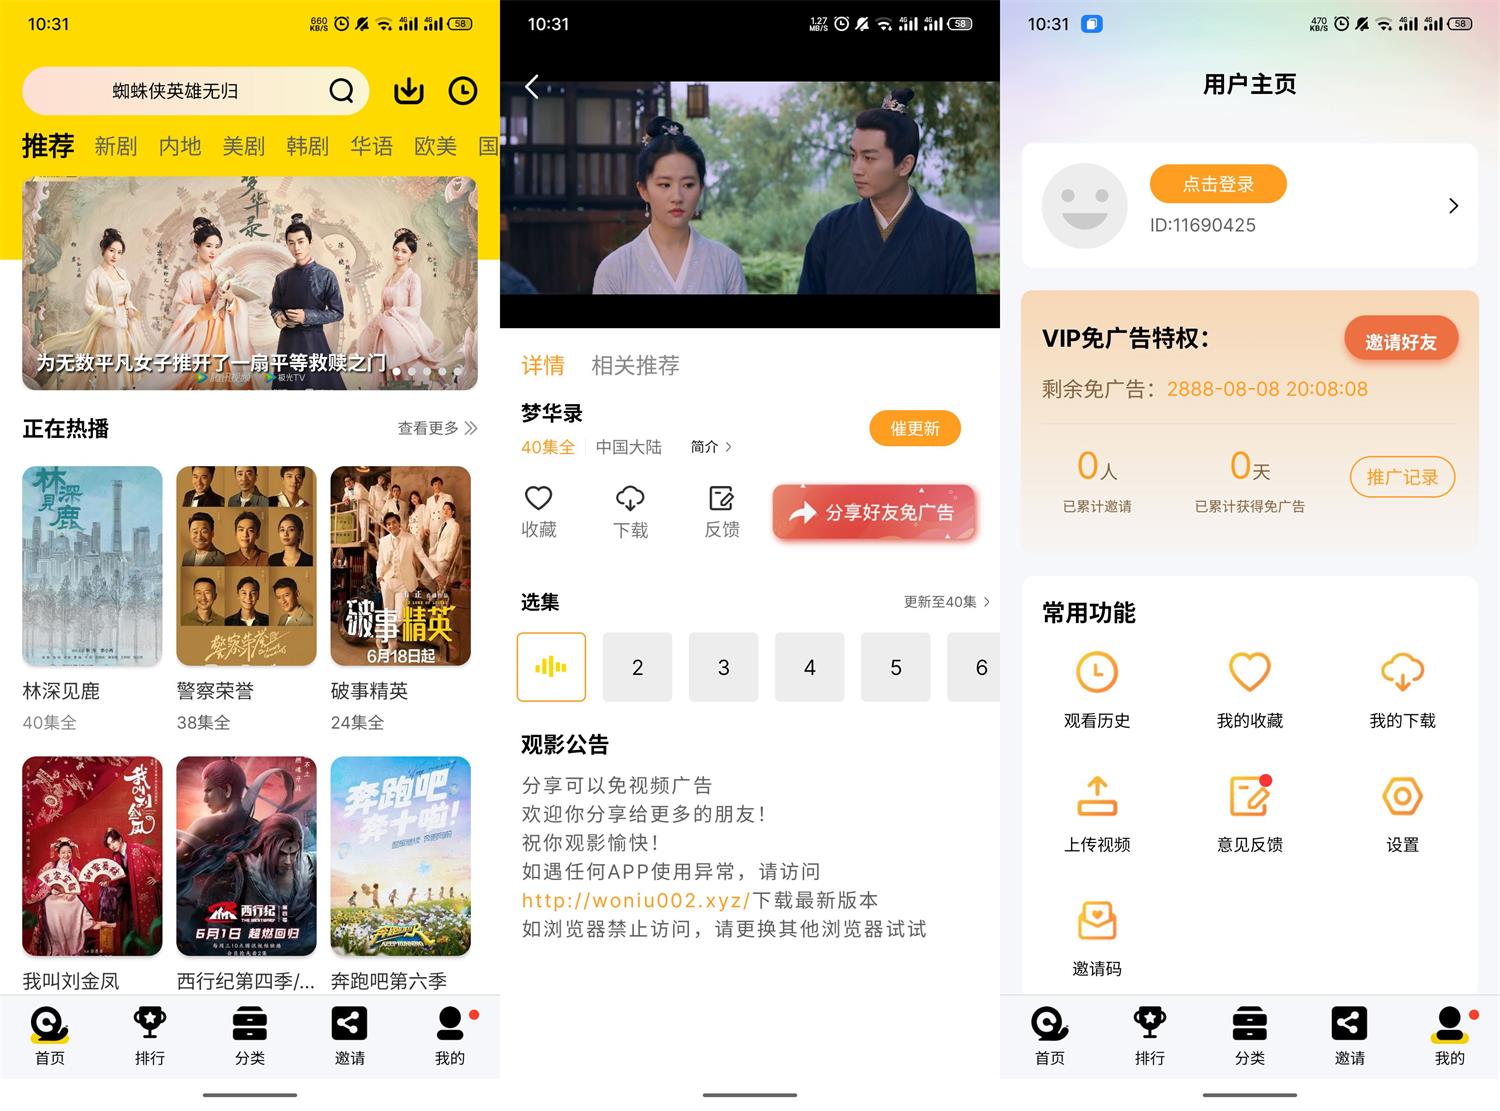 10:31
660 KB/S
4G
4G
58
蜘蛛侠英雄无归
推荐 新剧 内地 美剧 韩剧 华语 欧美 国
梦华录
为无数平凡女子推开了一扇平等救赎之门
腾讯视频 极光TV
正在热播
查看更多
林深见鹿
警察荣誉
破事精英
6月18日起
林深见鹿
警察荣誉
破事精英
40集全
38集全
24集全
我叫刘金凤
西行纪
第四季
6月1日 超燃回归
奔跑吧
我叫刘金凤
西行纪第四季/...
奔跑吧第六季
首页
排行
分类
邀请
我的
10:31
1.27 MB/S
4G
4G
58
详情 相关推荐
梦华录
催更新
40集全 中国大陆 简介
收藏
下载
反馈
分享好友免广告
选集
更新至40集
2
3
4
5
6
观影公告
分享可以免视频广告
欢迎你分享给更多的朋友！
祝你观影愉快！
如遇任何APP使用异常，请访问
http://woniu002.xyz/下载最新版本
如浏览器禁止访问，请更换其他浏览器试试
10:31
470 KB/S
4G
4G
58
用户主页
点击登录
ID:11690425
VIP免广告特权：
邀请好友
剩余免广告：2888-08-08 20:08:08
0人
0天
推广记录
已累计邀请
已累计获得免广告
常用功能
观看历史
我的收藏
我的下载
上传视频
意见反馈
设置
邀请码
首页
排行
分类
邀请
我的